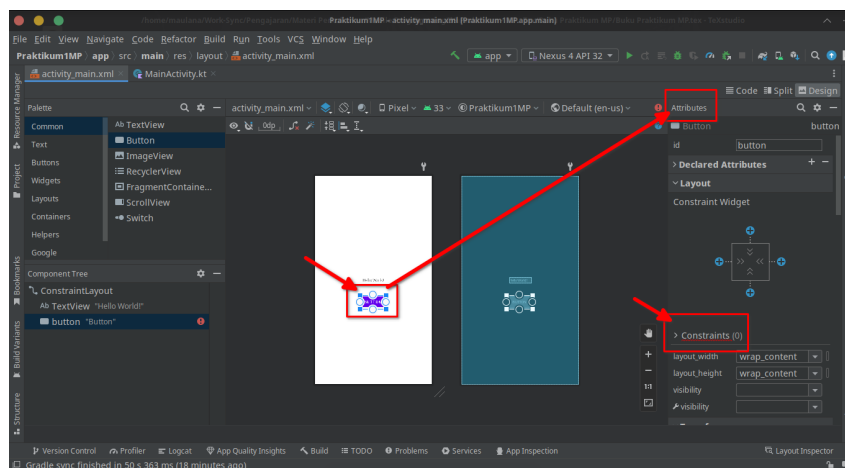 Praktikum1MP – activity_main.xml [Praktikum1MP.app.main]
File Edit View Navigate Code Refactor Build Run Tools VCS Window Help
Praktikum1MP app src main res layout activity_main.xml app Nexus 4 API 32
activity_main.xml MainActivity.kt
Code Split Design
Resource Manager
Project
Bookmarks
Build Variants
Structure
Palette
Common
Text
Buttons
Widgets
Layouts
Containers
Helpers
Google
Ab TextView
Button
ImageView
RecyclerView
FragmentContaine...
ScrollView
Switch
Component Tree
ConstraintLayout
Ab TextView "Hello World!"
button "Button"
activity_main.xml Pixel 33 Praktikum1MP Default (en-us)
0dp
Hello World!
1:1
Attributes
Button button
id button
Declared Attributes
Layout
Constraint Widget
Constraints (0)
layout_width wrap_content
layout_height wrap_content
visibility
visibility
Version Control Profiler Logcat App Quality Insights Build TODO Problems Services App Inspection Layout Inspector
Gradle sync finished in 50 s 363 ms (18 minutes ago)